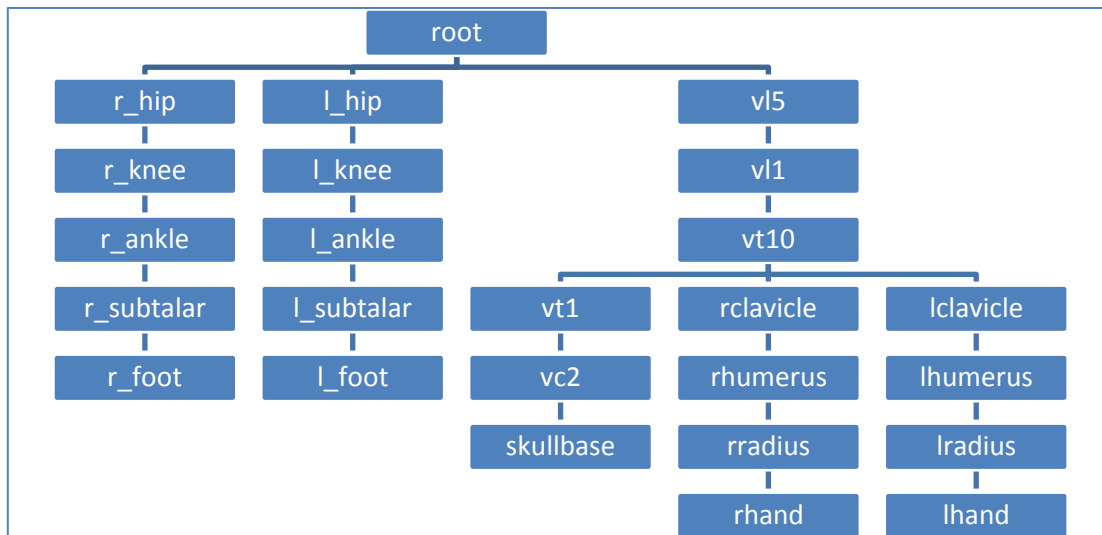 root
r_hip l_hip vl5
r_knee l_knee vl1
r_ankle l_ankle vt10
r_subtalar l_subtalar vt1 rclavicle lclavicle
r_foot l_foot vc2 rhumerus lhumerus
skullbase rradius lradius
rhand lhand